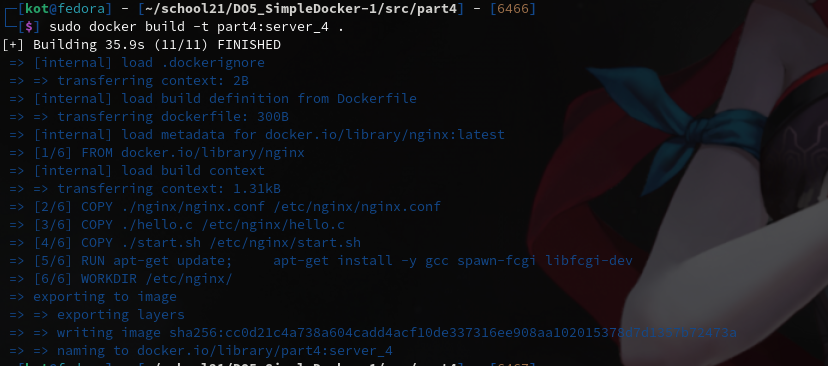 [kot@fedora] - [~/school21/DO5_SimpleDocker-1/src/part4] - [6466]
[$] sudo docker build -t part4:server_4 .
[+] Building 35.9s (11/11) FINISHED
=> [internal] load .dockerignore
=> => transferring context: 2B
=> [internal] load build definition from Dockerfile
=> => transferring dockerfile: 300B
=> [internal] load metadata for docker.io/library/nginx:latest
=> [1/6] FROM docker.io/library/nginx
=> [internal] load build context
=> => transferring context: 1.31kB
=> [2/6] COPY ./nginx/nginx.conf /etc/nginx/nginx.conf
=> [3/6] COPY ./hello.c /etc/nginx/hello.c
=> [4/6] COPY ./start.sh /etc/nginx/start.sh
=> [5/6] RUN apt-get update;     apt-get install -y gcc spawn-fcgi libfcgi-dev
=> [6/6] WORKDIR /etc/nginx/
=> exporting to image
=> => exporting layers
=> => writing image
=> => naming to docker.io/library/part4:server_4